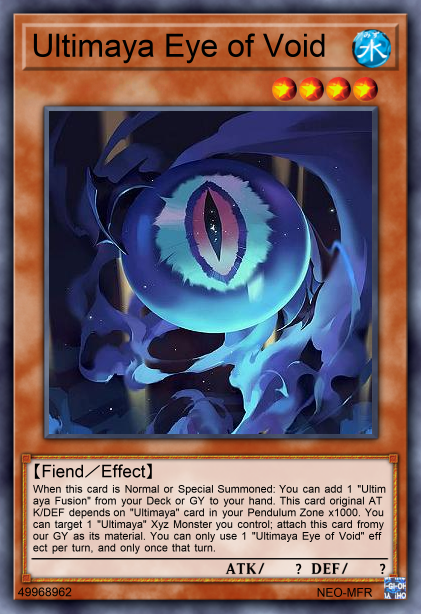 Ultimaya Eye of Void
水
【Fiend／Effect】
When this card is Normal or Special Summoned: You can add 1 "Ultim
aya Fusion" from your Deck or GY to your hand. This card original AT
K/DEF depends on "Ultimaya" card in your Pendulum Zone x1000. You
can target 1 "Ultimaya" Xyz Monster you control; attach this card fromy
our GY as its material. You can only use 1 "Ultimaya Eye of Void" eff
ect per turn, and only once that turn.
ATK/ ? DEF/ ?
49968962
NEO-MFR